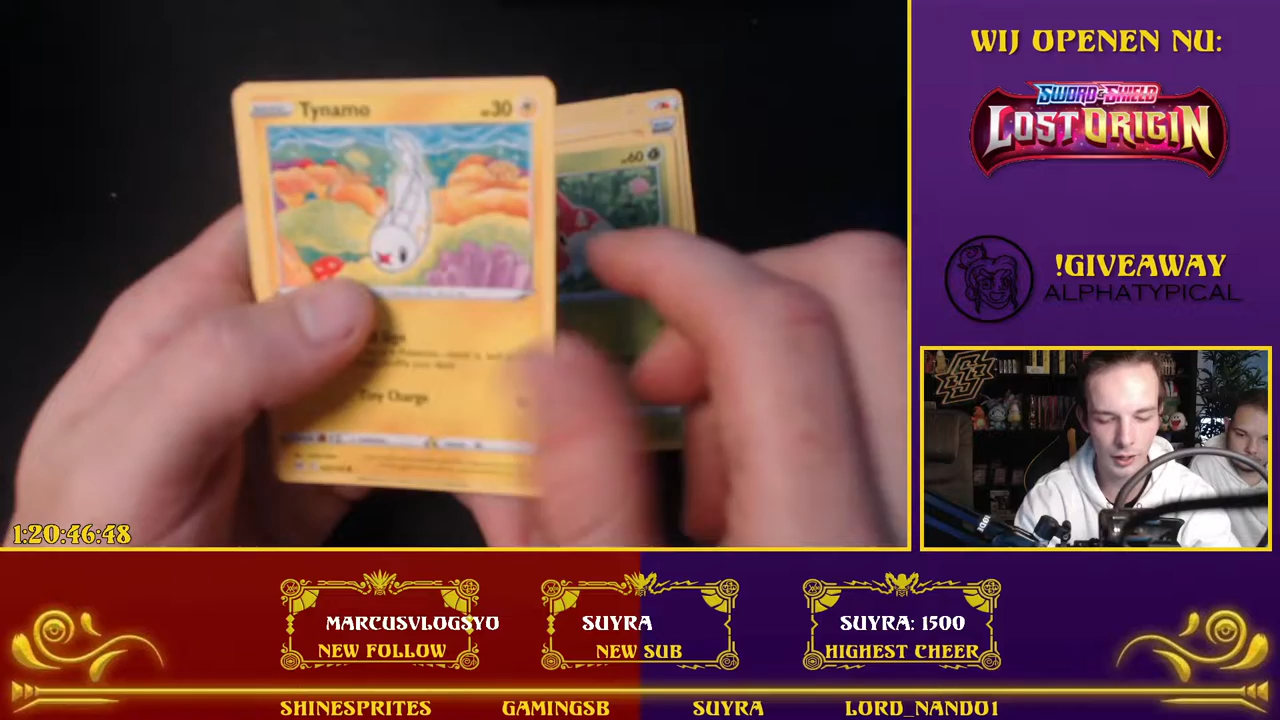 WIJ OPENEN NU:
SWORD & SHIELD
LOST ORIGIN
!GIVEAWAY
ALPHATYPICAL
Tynamo
30
60
Tiny Charge
1:20:46:48
MARCUSVLOGSYO
NEW FOLLOW
SUYRA
NEW SUB
SUYRA: 1500
HIGHEST CHEER
SHINESPRITES
GAMINGSB
SUYRA
LORD_NANDO1